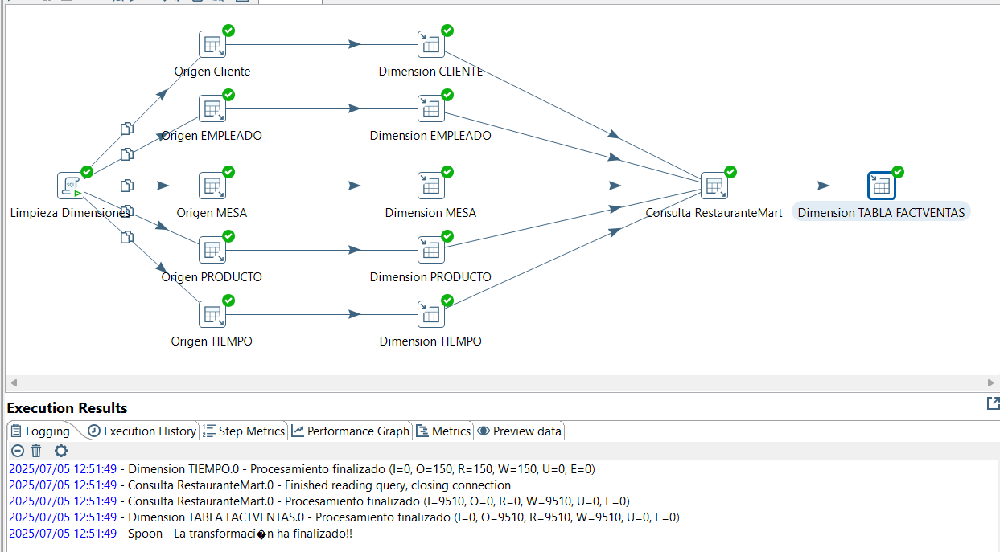 Origen Cliente
Dimension CLIENTE
Origen EMPLEADO
Dimension EMPLEADO
SQL
Limpieza Dimensiones
Origen MESA
Dimension MESA
Consulta RestauranteMart
Dimension TABLA FACTVENTAS
Origen PRODUCTO
Dimension PRODUCTO
Origen TIEMPO
Dimension TIEMPO
Execution Results
Logging Execution History Step Metrics Performance Graph Metrics Preview data
2025/07/05 12:51:49 - Dimension TIEMPO.0 - Procesamiento finalizado (I=0, O=150, R=150, W=150, U=0, E=0)
2025/07/05 12:51:49 - Consulta RestauranteMart.0 - Finished reading query, closing connection
2025/07/05 12:51:49 - Consulta RestauranteMart.0 - Procesamiento finalizado (I=9510, O=0, R=0, W=9510, U=0, E=0)
2025/07/05 12:51:49 - Dimension TABLA FACTVENTAS.0 - Procesamiento finalizado (I=0, O=9510, R=9510, W=9510, U=0, E=0)
2025/07/05 12:51:49 - Spoon - La transformaci�n ha finalizado!!